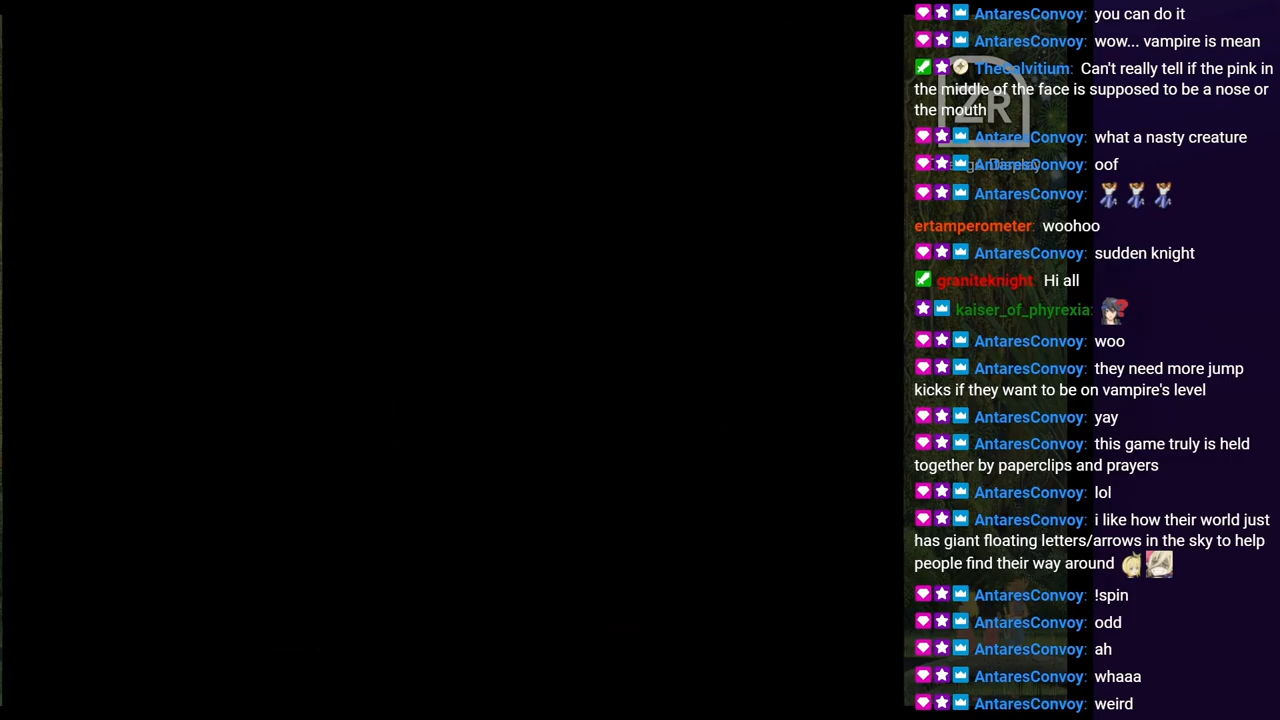 AntaresConvoy: you can do it
AntaresConvoy: wow... vampire is mean
TheCalvitium: Can't really tell if the pink in
the middle of the face is supposed to be a nose or
the mouth
ZR
AntaresConvoy: what a nasty creature
AntaresConvoy: oof
AntaresConvoy:
ertamperometer: woohoo
AntaresConvoy: sudden knight
graniteknight: Hi all
kaiser_of_phyrexia:
AntaresConvoy: woo
AntaresConvoy: they need more jump
kicks if they want to be on vampire's level
AntaresConvoy: yay
AntaresConvoy: this game truly is held
together by paperclips and prayers
AntaresConvoy: lol
AntaresConvoy: i like how their world just
has giant floating letters/arrows in the sky to help
people find their way around
AntaresConvoy: !spin
AntaresConvoy: odd
AntaresConvoy: ah
AntaresConvoy: whaaa
AntaresConvoy: weird